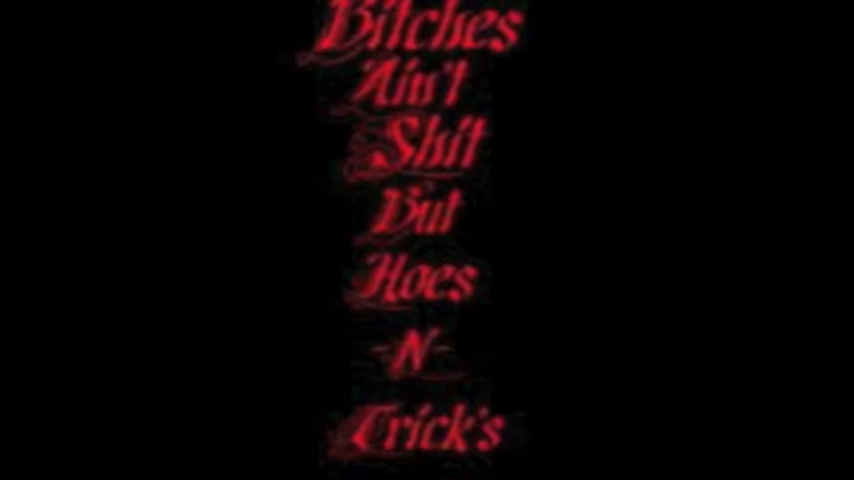 Bitches
Ain't
Shit
But
Hoes
-N-
Trick's